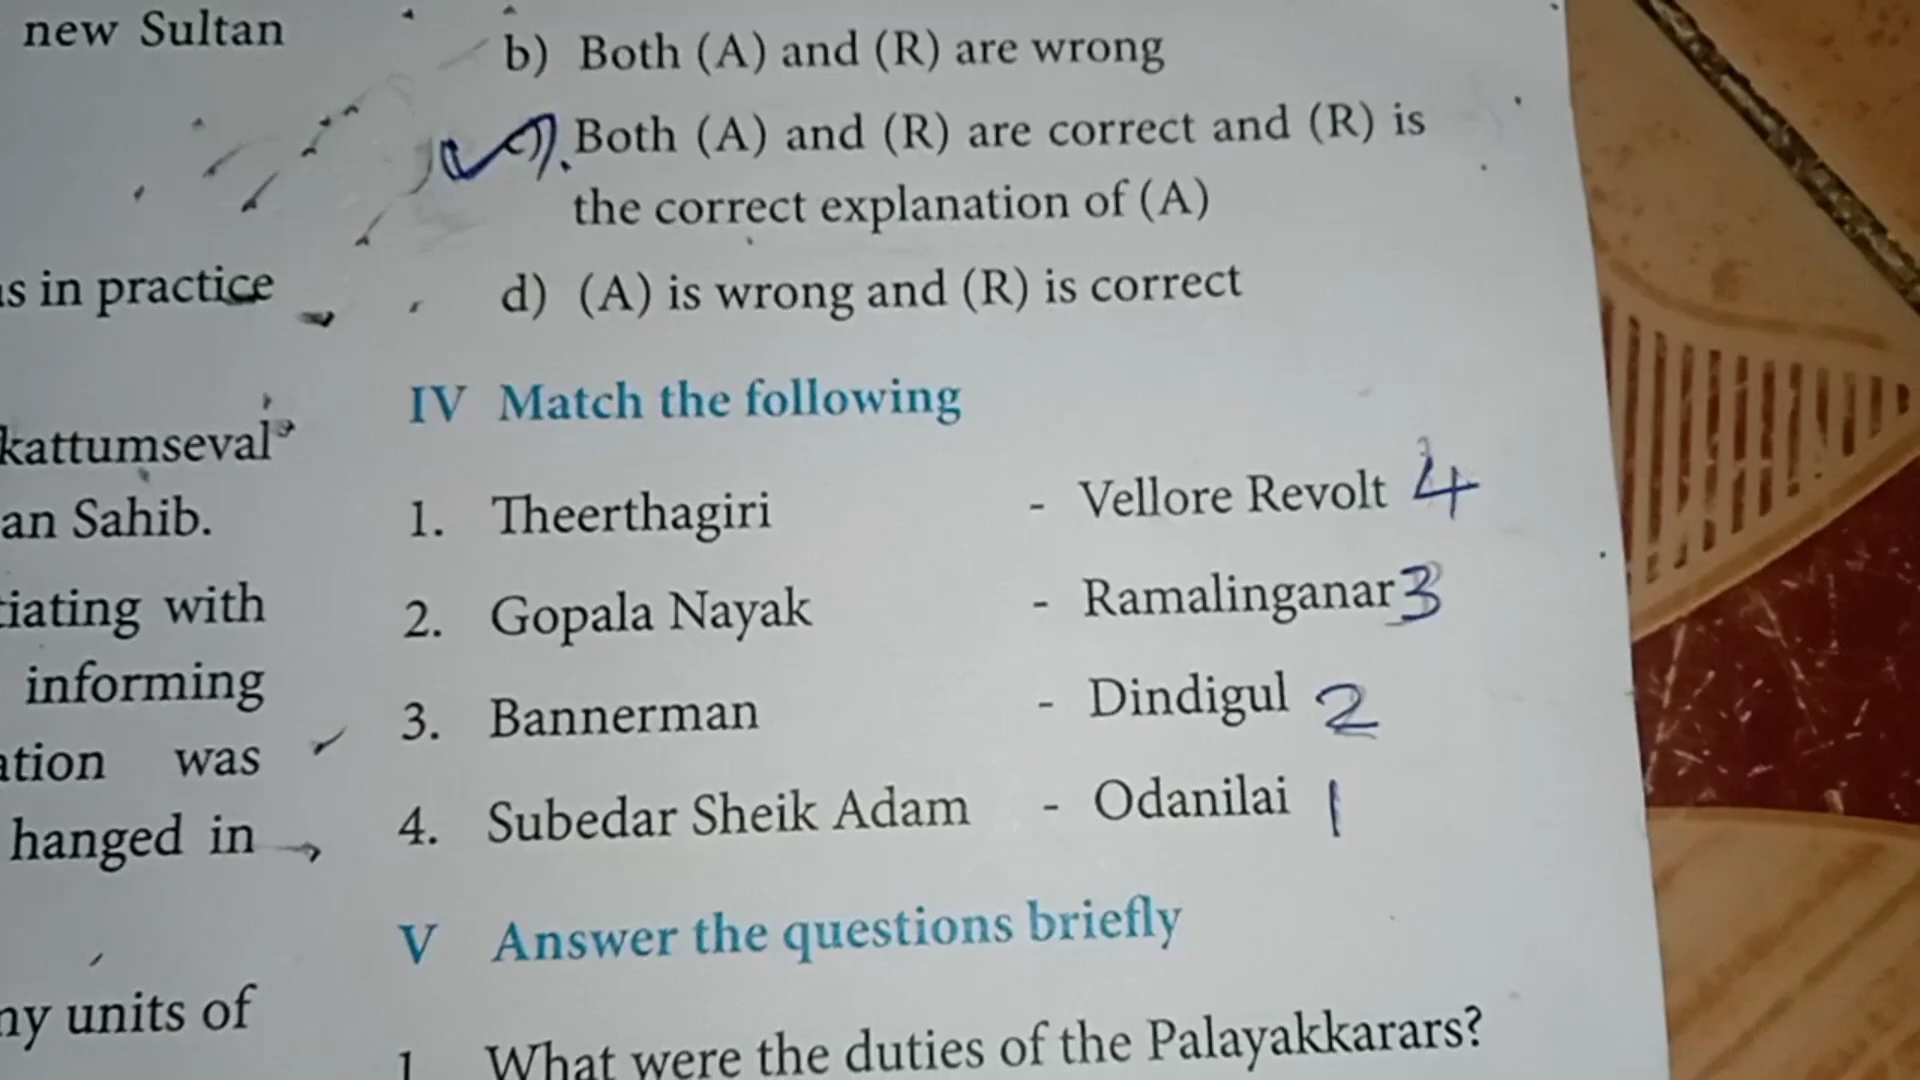 new Sultan
s in practice
kattumseval
an Sahib.
tiating with
informing
ation was
hanged in
ny units of
b) Both (A) and (R) are wrong
Both (A) and (R) are correct and (R) is
the correct explanation of (A)
d) (A) is wrong and (R) is correct
IV Match the following
1. Theerthagiri - Vellore Revolt 4
2. Gopala Nayak - Ramalinganar 3
3. Bannerman - Dindigul 2
4. Subedar Sheik Adam - Odanilai 1
V Answer the questions briefly
1 What were the duties of the Palayakkarars?